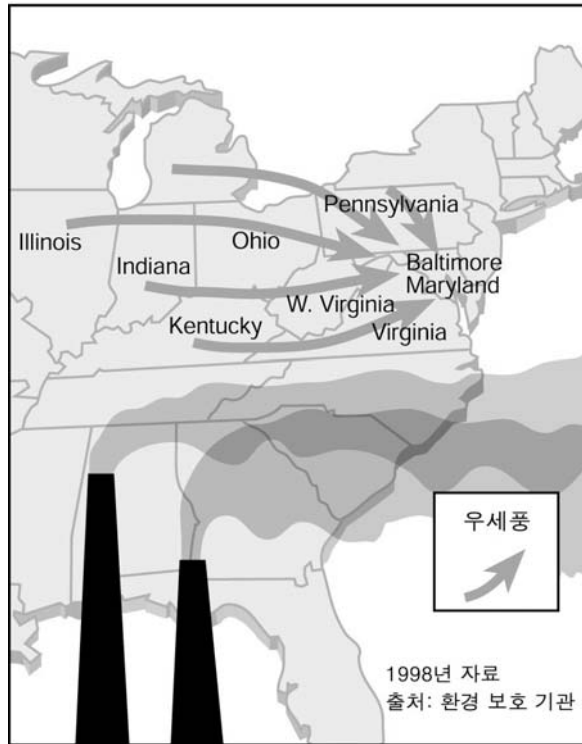 Pennsylvania
Illinois
Ohio
Indiana
Baltimore
Maryland
W. Virginia
Kentucky
Virginia
우세풍
1998년 자료
출처: 환경 보호 기관